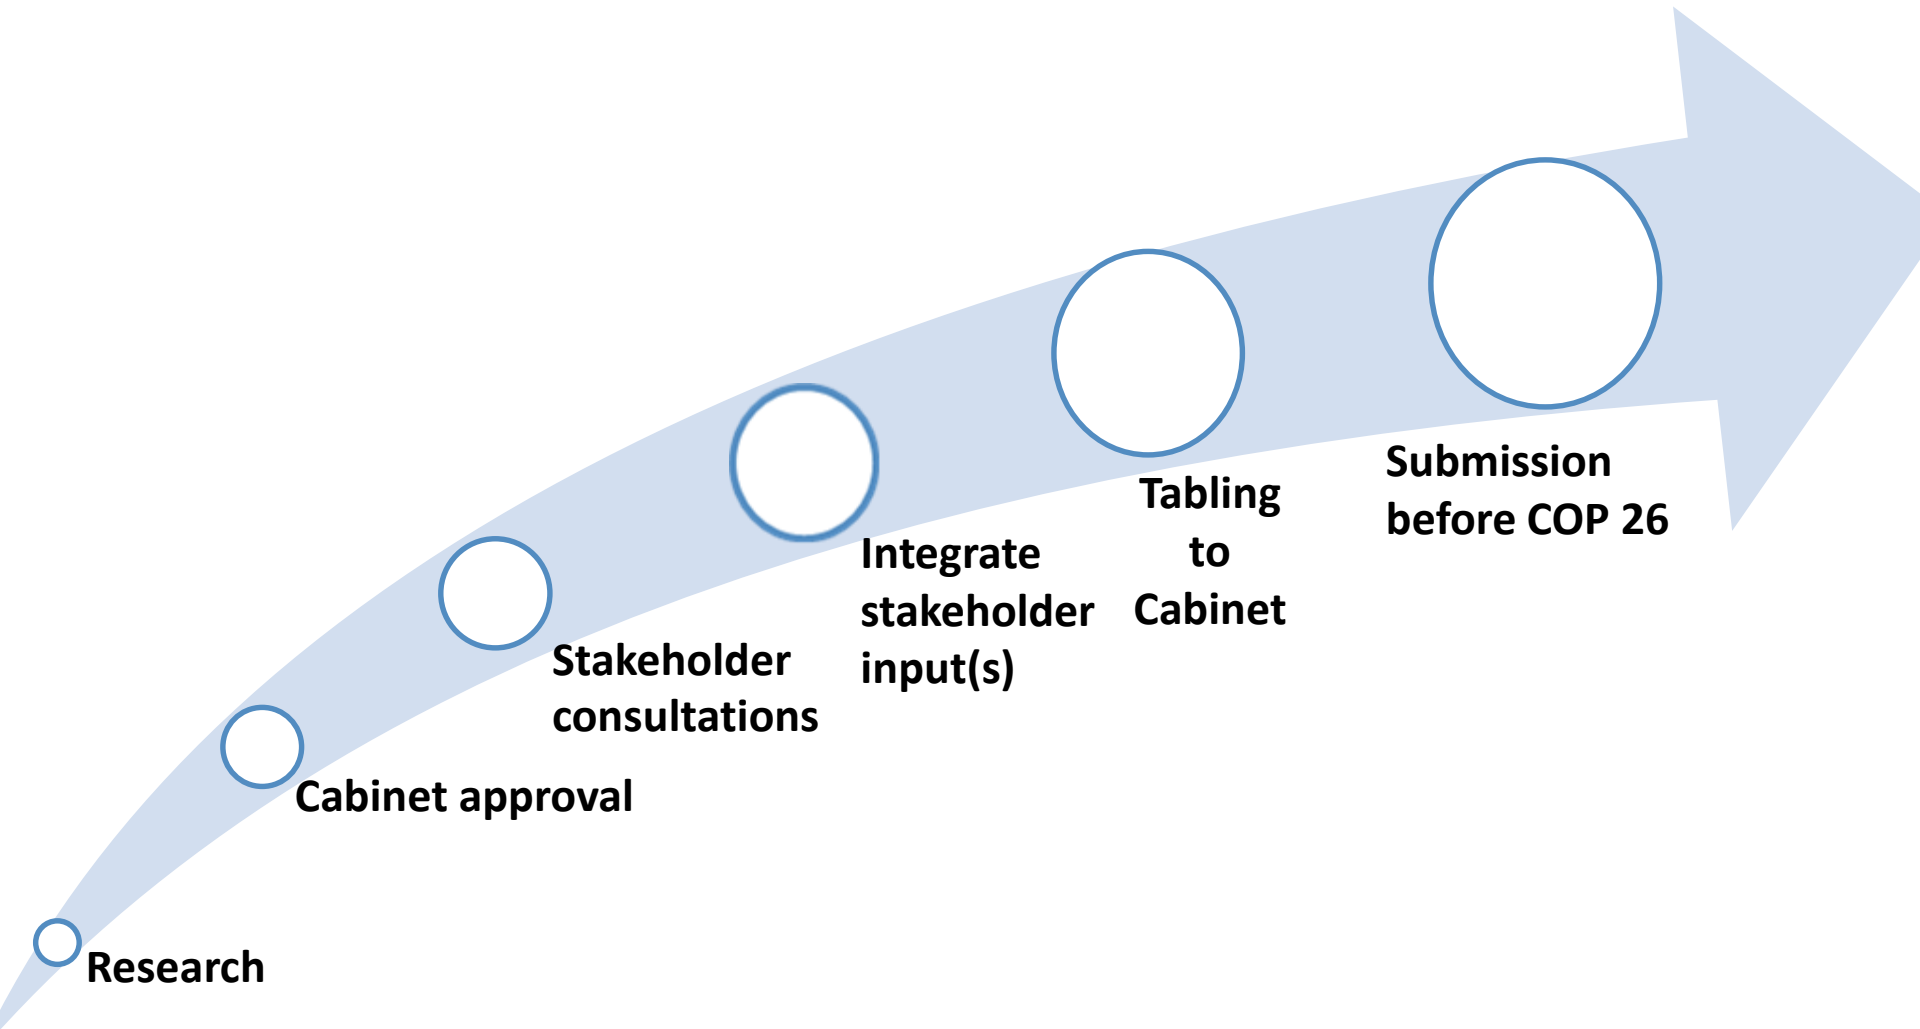 Research
Cabinet approval
Stakeholder
consultations
Integrate
stakeholder
input(s)
Tabling
to
Cabinet
Submission
before COP 26